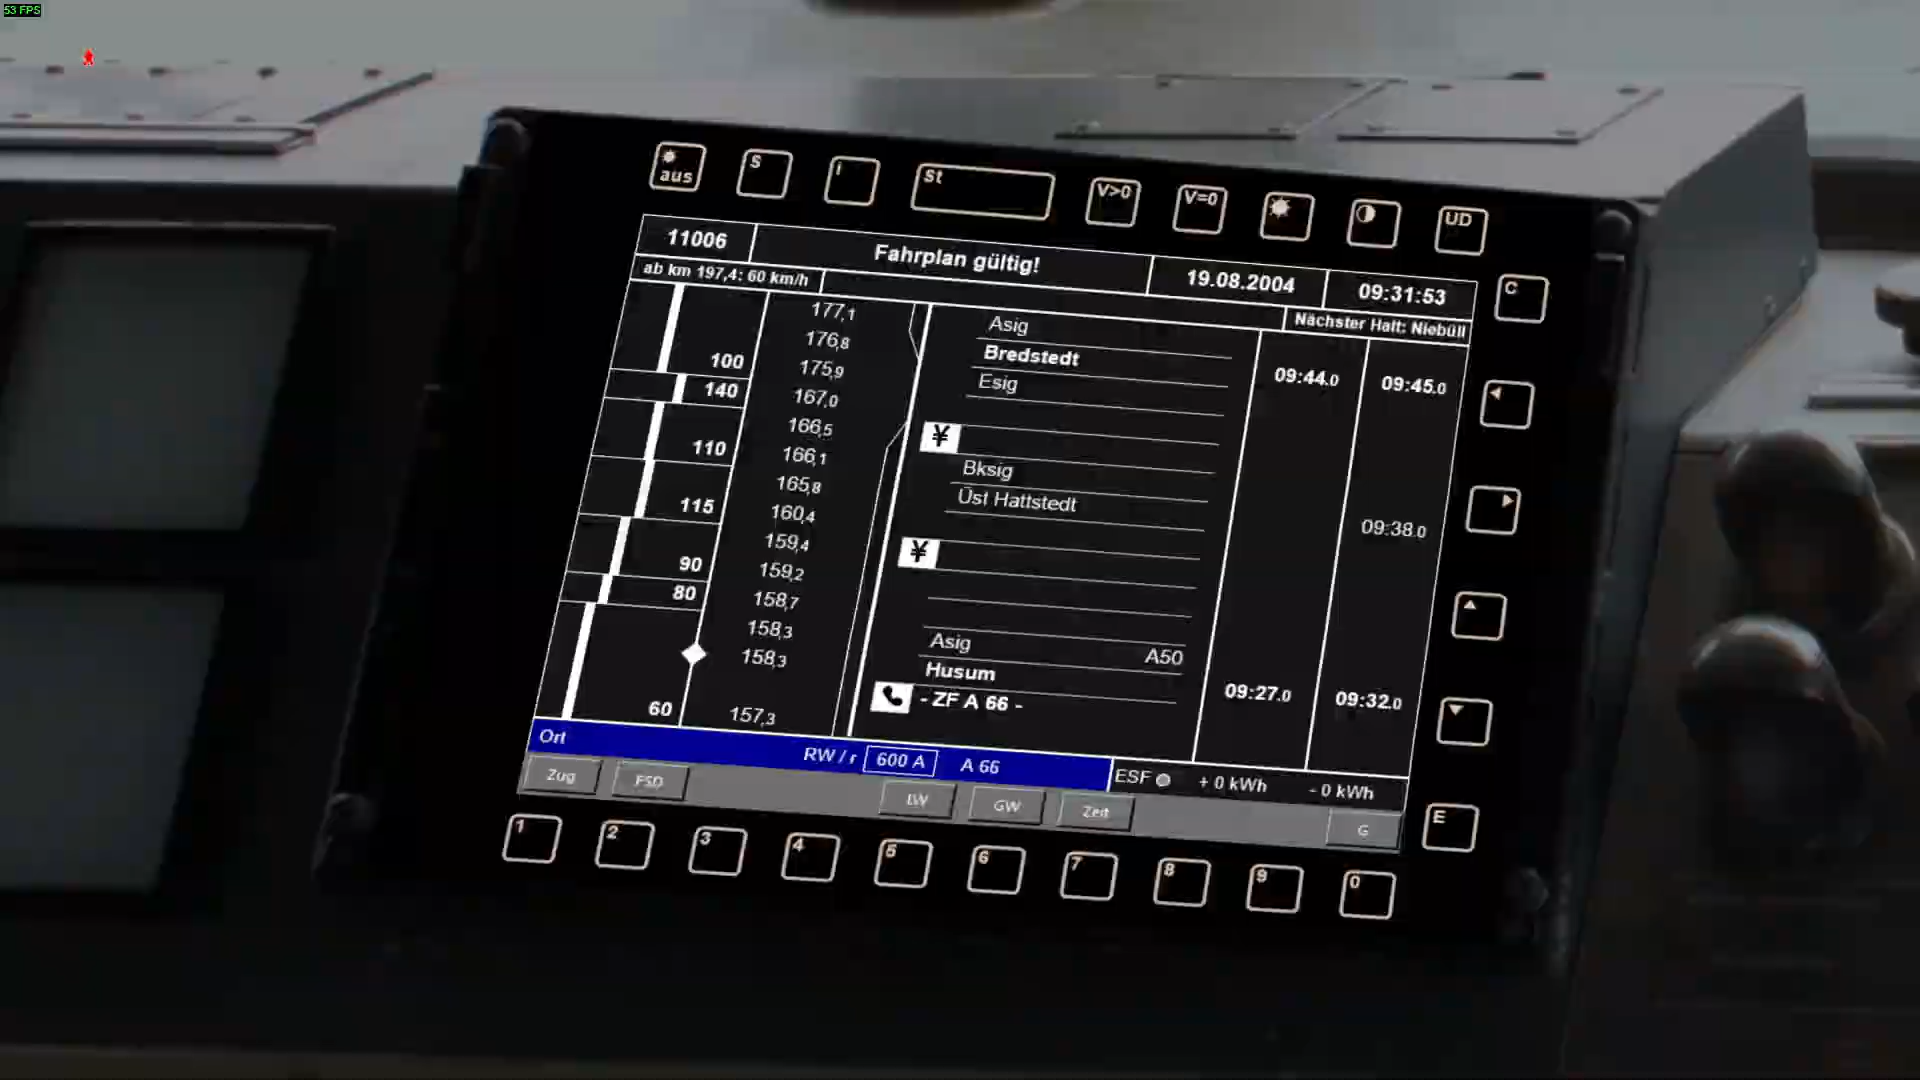 53 FPS
aus
S
I
St
V>0
V=0
UD
C
11006
Fahrplan gültig!
19.08.2004
09:31:53
ab km 197,4: 60 km/h
Nächster Halt: Niebüll
177,1
Asig
176,8
Bredstedt
09:44.0
09:45.0
100
175,9
Esig
140
167,0
166,5
¥
110
166,1
Bksig
165,8
Üst Hattstedt
09:38.0
115
160,4
159,4
¥
90
159,2
80
158,7
158,3
Asig
A50
158,3
Husum
09:27.0
09:32.0
- ZF A 66 -
60
157,3
Ort
RW / r
600 A
A 66
ESF
+ 0 kWh
- 0 kWh
Zug
FSD
LW
GW
Zeit
G
E
1
2
3
4
5
6
7
8
9
0